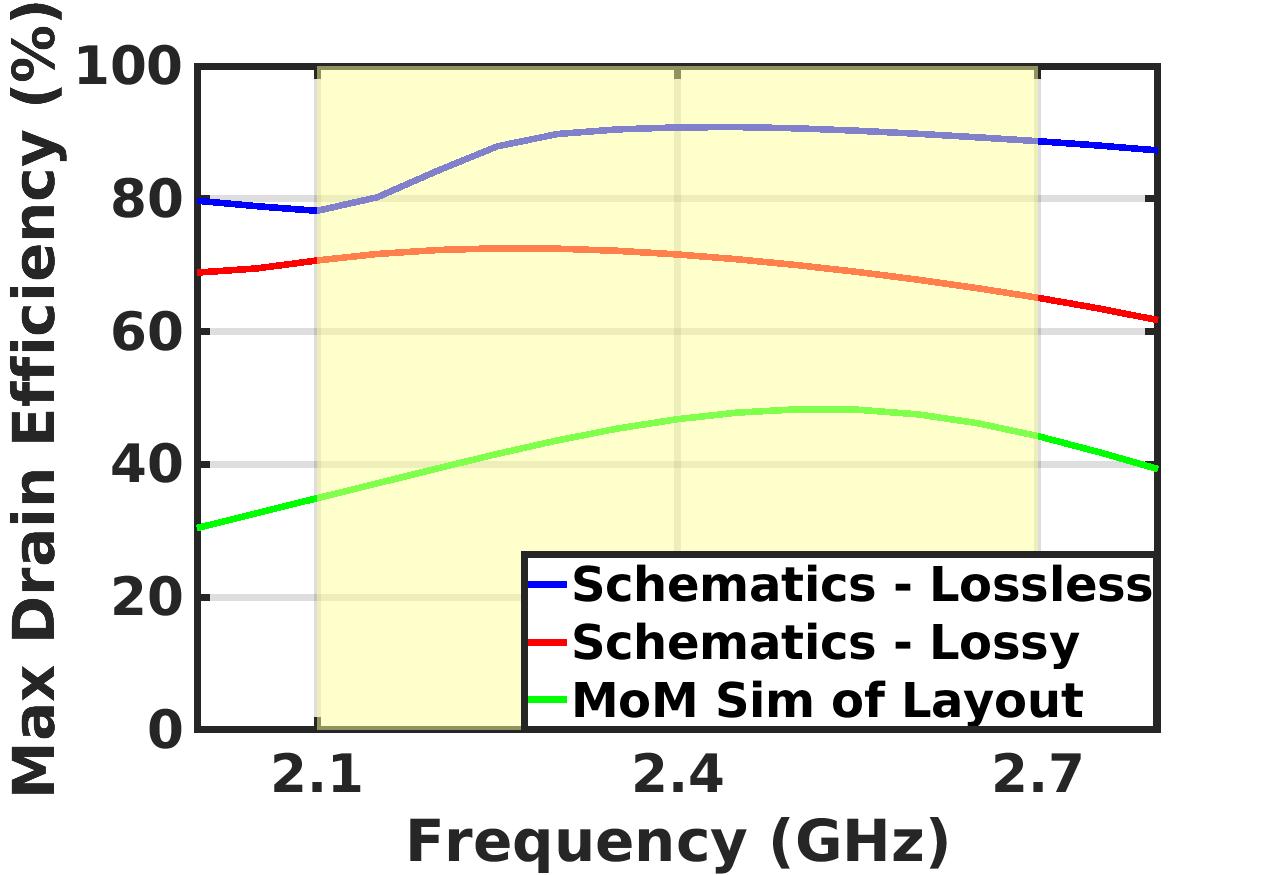 Max Drain Efficiency (%)
100
80
60
40
20
0
Schematics - Lossless
Schematics - Lossy
MoM Sim of Layout
2.1 2.4 2.7
Frequency (GHz)